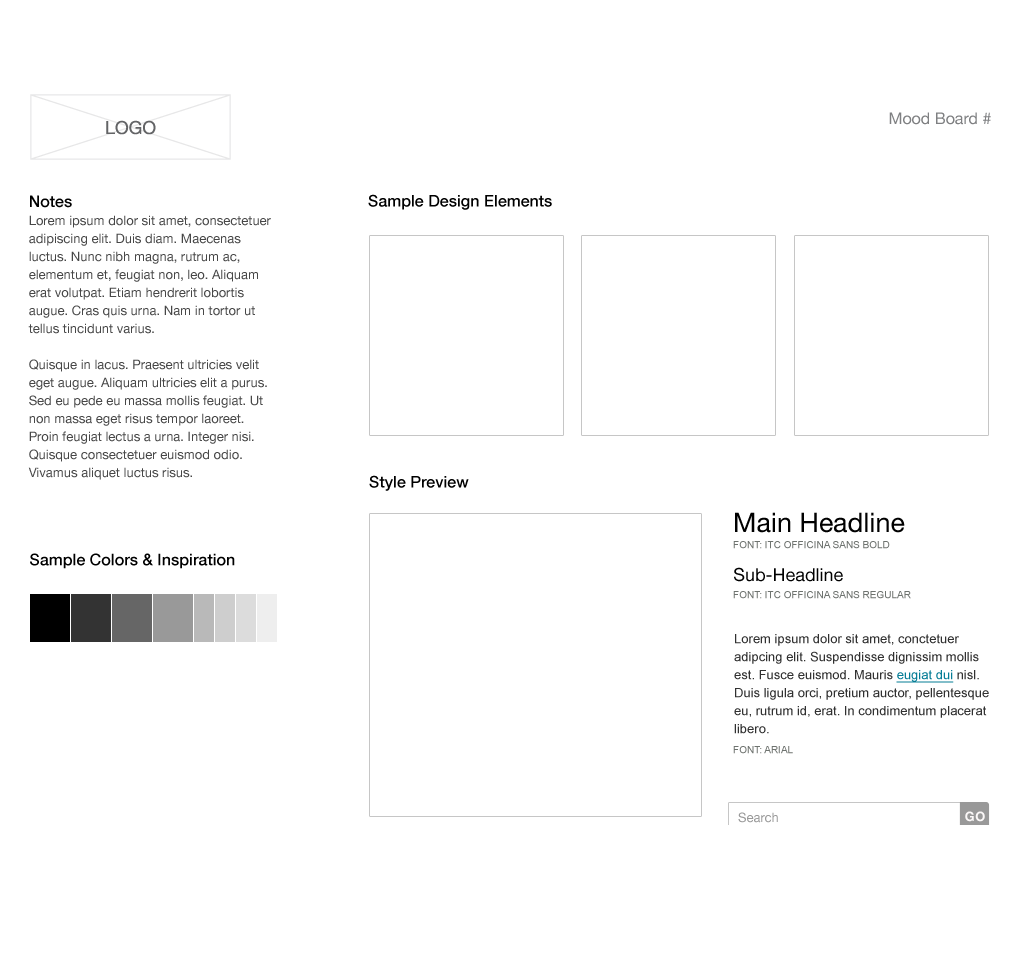 LOGO
Mood Board #
Notes
Lorem ipsum dolor sit amet, consectetuer
adipiscing elit. Duis diam. Maecenas
luctus. Nunc nibh magna, rutrum ac,
elementum et, feugiat non, leo. Aliquam
erat volutpat. Etiam hendrerit lobortis
augue. Cras quis urna. Nam in tortor ut
tellus tincidunt varius.
Quisque in lacus. Praesent ultricies velit
eget augue. Aliquam ultricies elit a purus.
Sed eu pede eu massa mollis feugiat. Ut
non massa eget risus tempor laoreet.
Proin feugiat lectus a urna. Integer nisi.
Quisque consectetuer euismod odio.
Vivamus aliquet luctus risus.
Sample Colors & Inspiration
Sample Design Elements
Style Preview
Main Headline
FONT: ITC OFFICINA SANS BOLD
Sub-Headline
FONT: ITC OFFICINA SANS REGULAR
Lorem ipsum dolor sit amet, conctetuer
adipcing elit. Suspendisse dignissim mollis
est. Fusce euismod. Mauris eugiat dui nisl.
Duis ligula orci, pretium auctor, pellentesque
eu, rutrum id, erat. In condimentum placerat
libero.
FONT: ARIAL
Search
GO